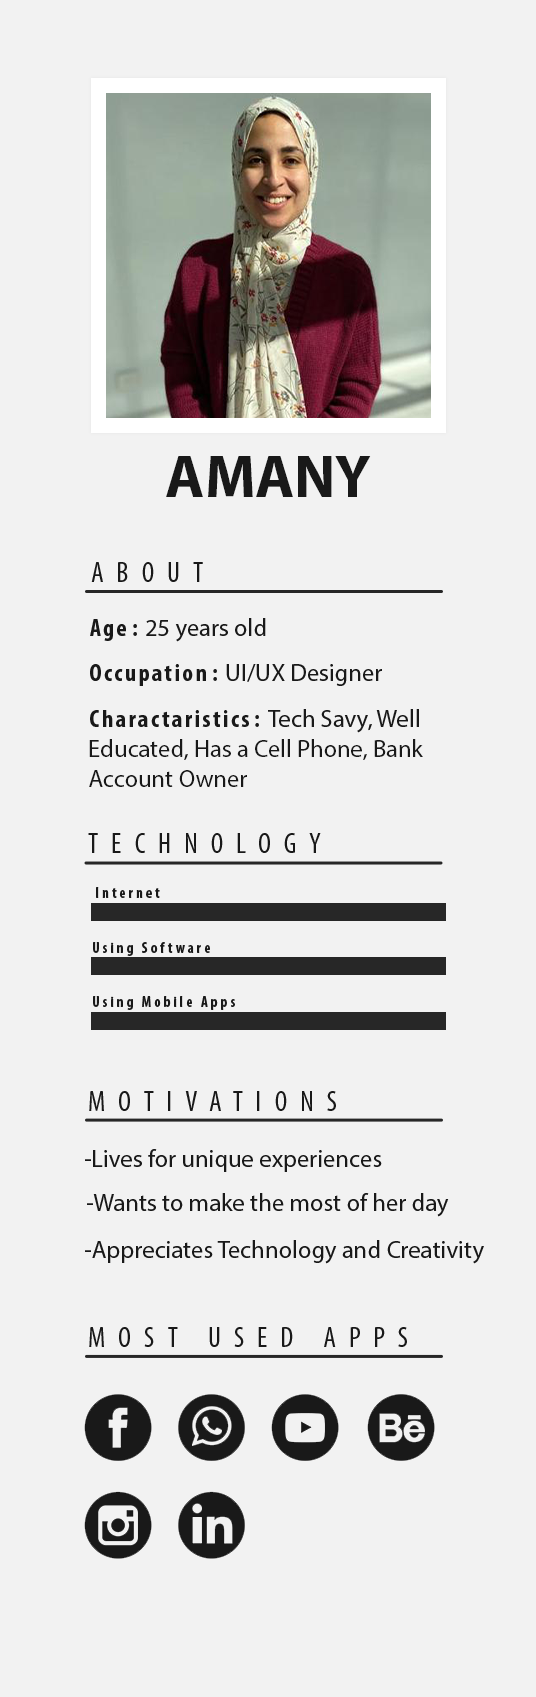 AMANY
ABOUT
Age : 25 years old
Occupation : UI/UX Designer
Charactaristics : Tech Savy, Well
Educated, Has a Cell Phone, Bank
Account Owner
TECHNOLOGY
Internet
Using Software
Using Mobile Apps
MOTIVATIONS
-Lives for unique experiences
-Wants to make the most of her day
-Appreciates Technology and Creativity
MOST USED APPS
f
Bē
in